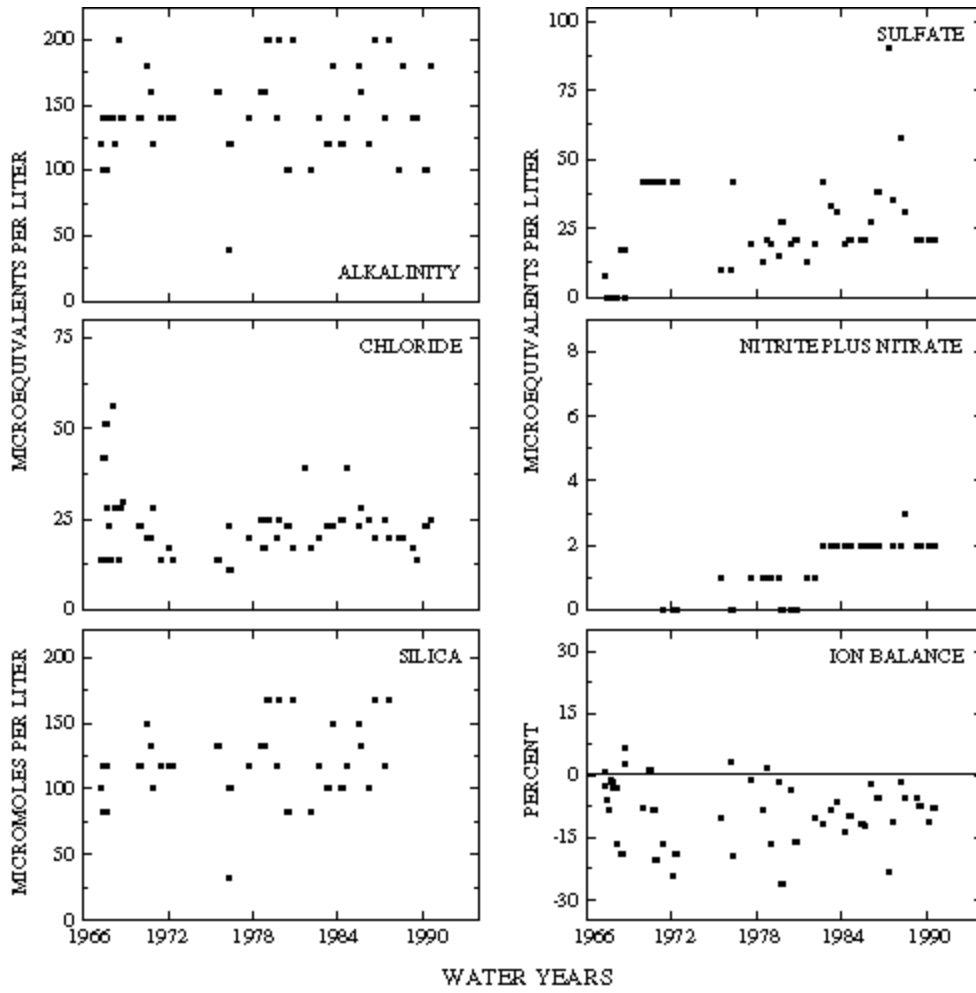 MICROEQUIVALENTS PER LITER
200
150
100
50
0
ALKALINITY
75
50
25
0
CHLORIDE
MICROMOLES PER LITER
200
150
100
50
0
SILICA
1966 1972 1978 1984 1990
MICROEQUIVALENTS PER LITER
100
75
50
25
0
SULFATE
8
6
4
2
0
NITRITE PLUS NITRATE
PERCENT
30
15
0
-15
-30
ION BALANCE
1966 1972 1978 1984 1990
WATER YEARS